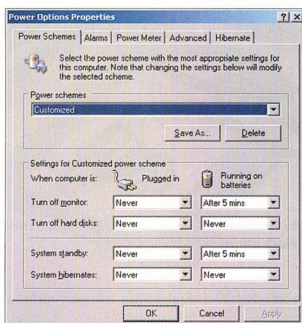 Power Options Properties
Power Schemes Alarms Power Meter Advanced Hibernate
Select the power scheme with the most appropriate settings for
this computer. Note that changing the settings below will modify
the selected scheme.
Power schemes
Customized
Save As... Delete
Settings for Customized power scheme
When computer is: Plugged in Running on
batteries
Turn off monitor: Never After 5 mins
Turn off hard disks: Never Never
System standby: Never After 5 mins
System hibernates: Never Never
OK Cancel Apply